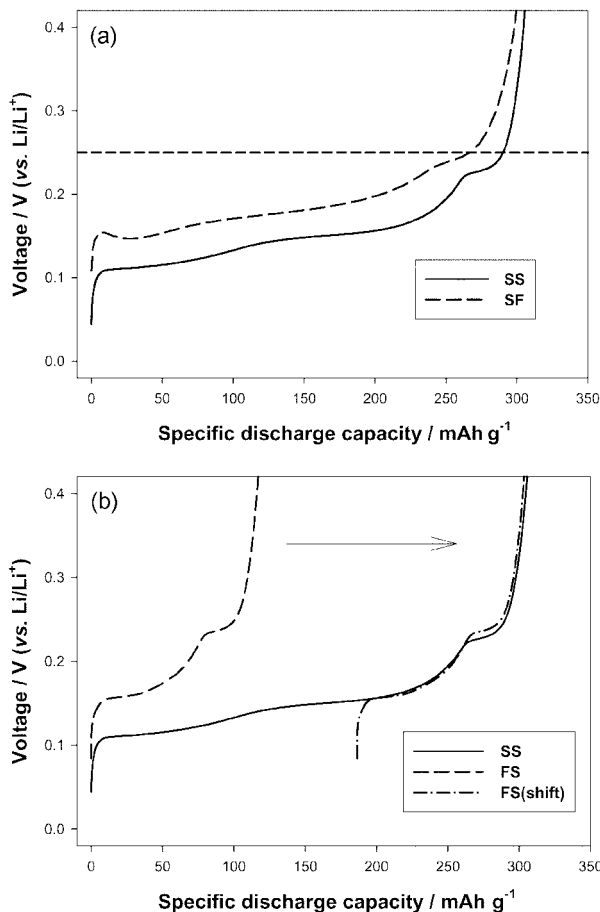 (a)
0.4
0.3
0.2
0.1
0.0
Voltage / V (vs. Li/Li⁺)
SS
SF
0 50 100 150 200 250 300 350
Specific discharge capacity / mAh g⁻¹
(b)
0.4
0.3
0.2
0.1
0.0
Voltage / V (vs. Li/Li⁺)
SS
FS
FS(shift)
0 50 100 150 200 250 300 350
Specific discharge capacity / mAh g⁻¹